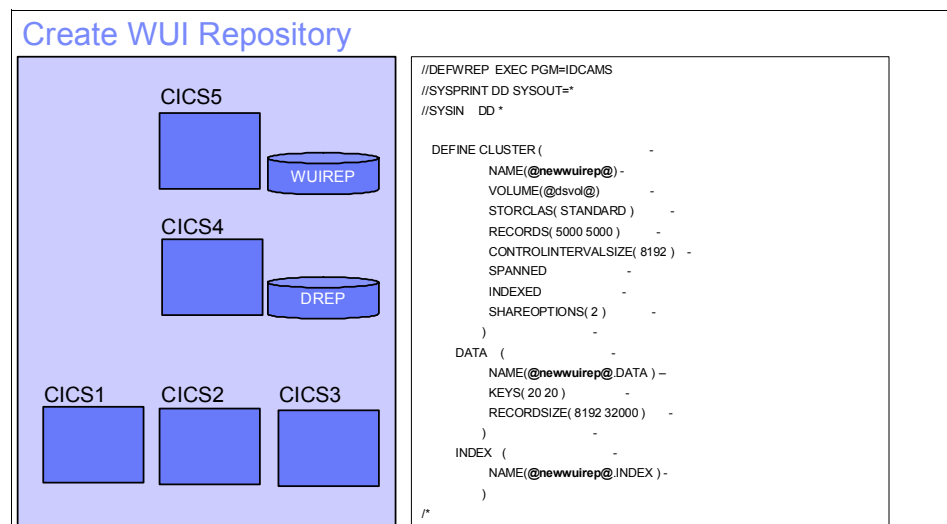 Create WUI Repository
CICS5
WUIREP
CICS4
DREP
CICS1 CICS2 CICS3
//DEFWREP EXEC PGM=IDCAMS
//SYSPRINT DD SYSOUT=*
//SYSIN DD *
DEFINE CLUSTER ( -
NAME(@newwuirep@) -
VOLUME(@dsvol@) -
STORCLAS( STANDARD ) -
RECORDS( 5000 5000 ) -
CONTROLINTERVALSIZE( 8192 ) -
SPANNED -
INDEXED -
SHAREOPTIONS( 2 ) -
) -
DATA ( -
NAME(@newwuirep@.DATA ) –
KEYS( 20 20 ) -
RECORDSIZE( 8192 32000 ) -
) -
INDEX ( -
NAME(@newwuirep@.INDEX ) -
)
/*